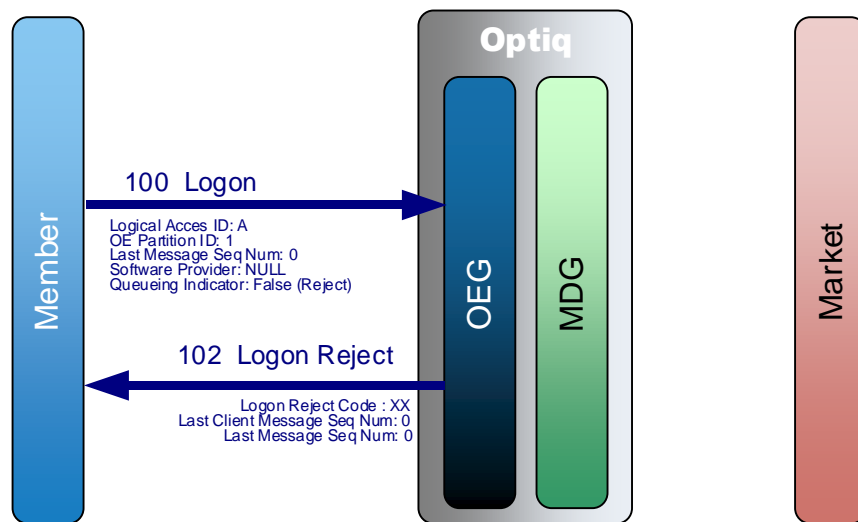 Optiq
Member
100 Logon
Logical Acces ID: A
OE Partition ID: 1
Last Message Seq Num: 0
Software Provider: NULL
Queueing Indicator: False (Reject)
102 Logon Reject
Logon Reject Code : XX
Last Client Message Seq Num: 0
Last Message Seq Num: 0
OEG
MDG
Market